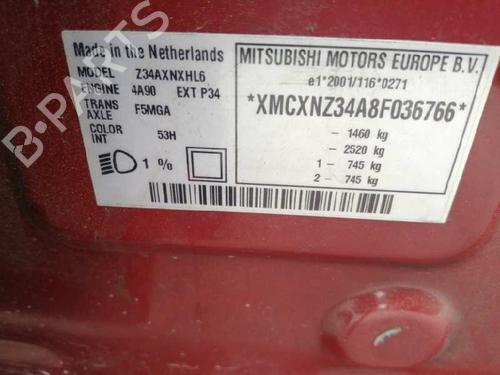 Made in the Netherlands
MODEL Z34AXNXHL6
ENGINE 4A90 EXT P34
TRANS AXLE F5MGA
COLOR INT 53H
1 %
MITSUBISHI MOTORS EUROPE B.V.
e1*2001/116*0271
*XMCXNZ34A8F036766*
- 1460 kg
- 2520 kg
1 - 745 kg
2 - 745 kg
B-PARTS